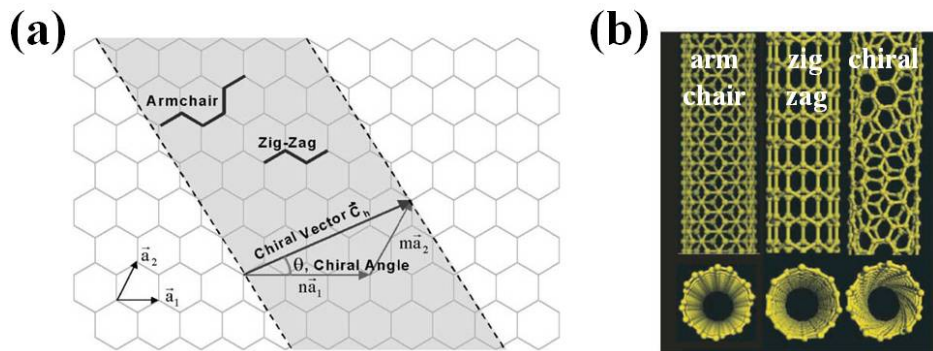 (a)
Armchair
Zig-Zag
Chiral Vector C⃗ₕ
θ, Chiral Angle
ma⃗₂
na⃗₁
a⃗₂
a⃗₁
(b)
arm chair
zig zag
chiral